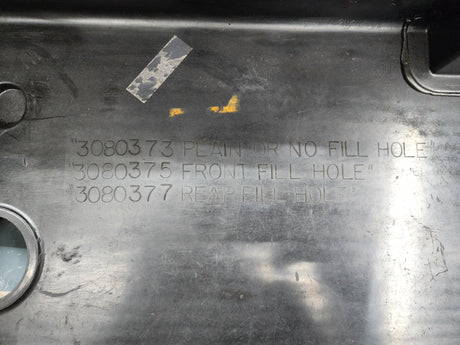 "3080373 PLAIN OR NO FILL HOLE"
"3080375 FRONT FILL HOLE"
"3080377 REAR FILL HOLE"